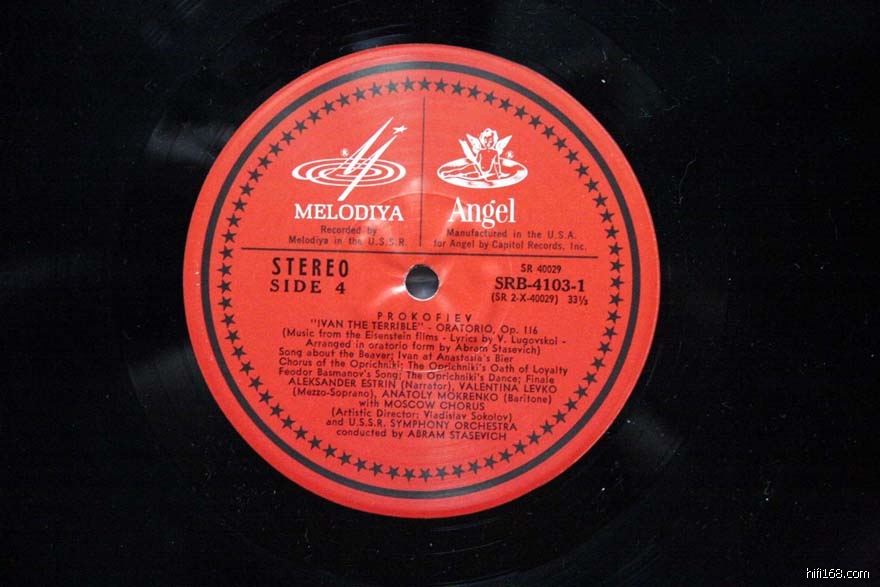 ® ®
MELODIYA
Angel
Recorded by
Melodiya in the U.S.S.R.
Manufactured in the U.S.A.
for Angel by Capitol Records, Inc.
STEREO
SIDE 4
SR 40029
SRB-4103-1
(SR 2-X-40029) 33⅓
PROKOFIEV
"IVAN THE TERRIBLE" - ORATORIO, Op. 116
(Music from the Eisenstein films - Lyrics by V. Lugovskoi -
Arranged in oratorio form by Abram Stasevich)
Song about the Beaver; Ivan at Anastasia's Bier
Chorus of the Oprichniki; The Oprichniki's Oath of Loyalty
Feodor Basmanov's Song; The Oprichniki's Dance; Finale
ALEKSANDER ESTRIN (Narrator), VALENTINA LEVKO
(Mezzo-Soprano), ANATOLY MOKRENKO (Baritone)
with MOSCOW CHORUS
(Artistic Director: Vladislav Sokolov)
and U.S.S.R. SYMPHONY ORCHESTRA
conducted by ABRAM STASEVICH
hifi168.com